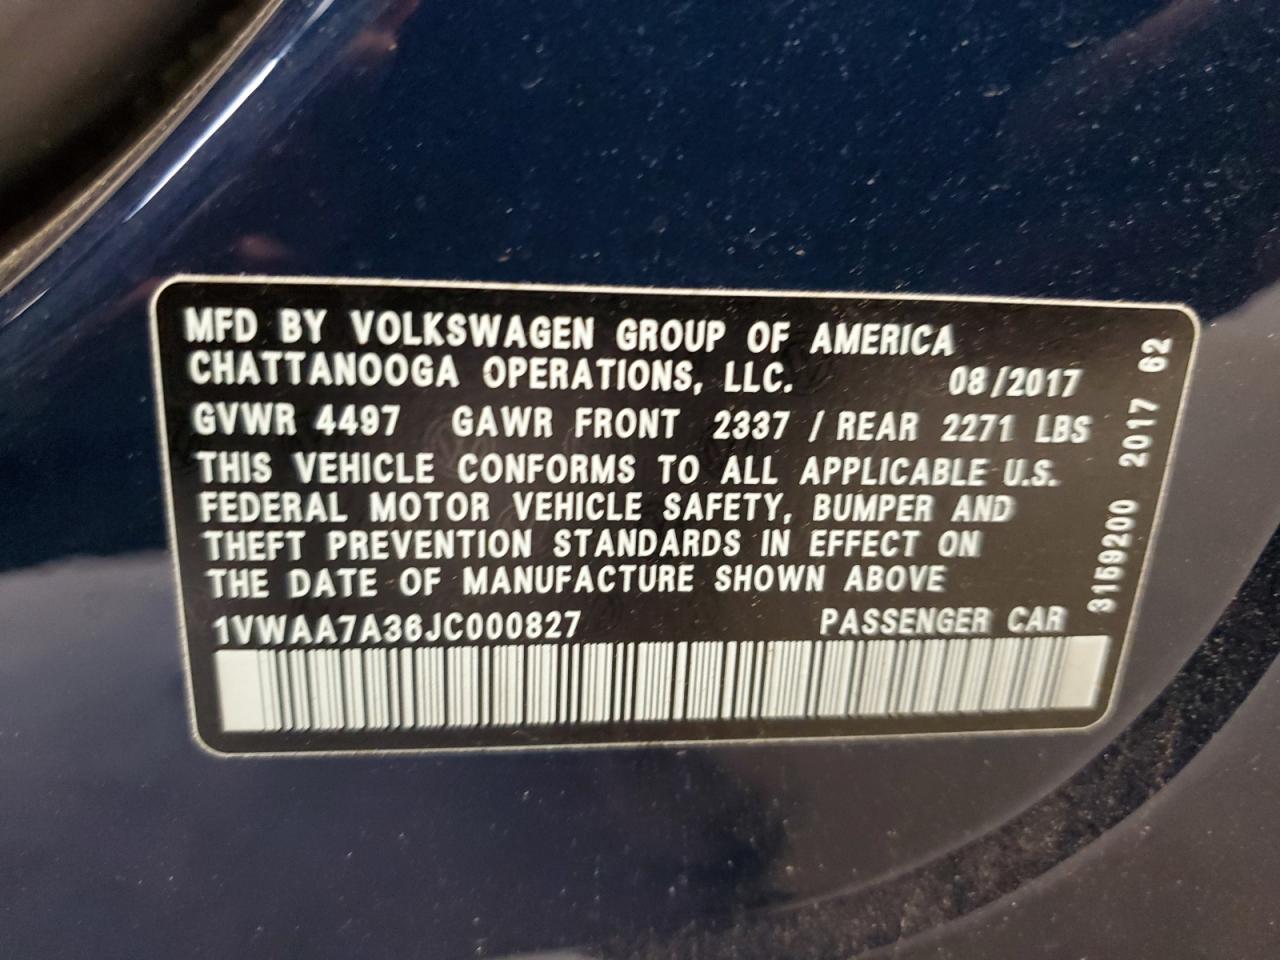 MFD BY VOLKSWAGEN GROUP OF AMERICA
CHATTANOOGA OPERATIONS, LLC. 08/2017
GVWR 4497 GAWR FRONT 2337 / REAR 2271 LBS
THIS VEHICLE CONFORMS TO ALL APPLICABLE U.S.
FEDERAL MOTOR VEHICLE SAFETY, BUMPER AND
THEFT PREVENTION STANDARDS IN EFFECT ON
THE DATE OF MANUFACTURE SHOWN ABOVE
1VWAA7A36JC000827 PASSENGER CAR
3159200 2017 62